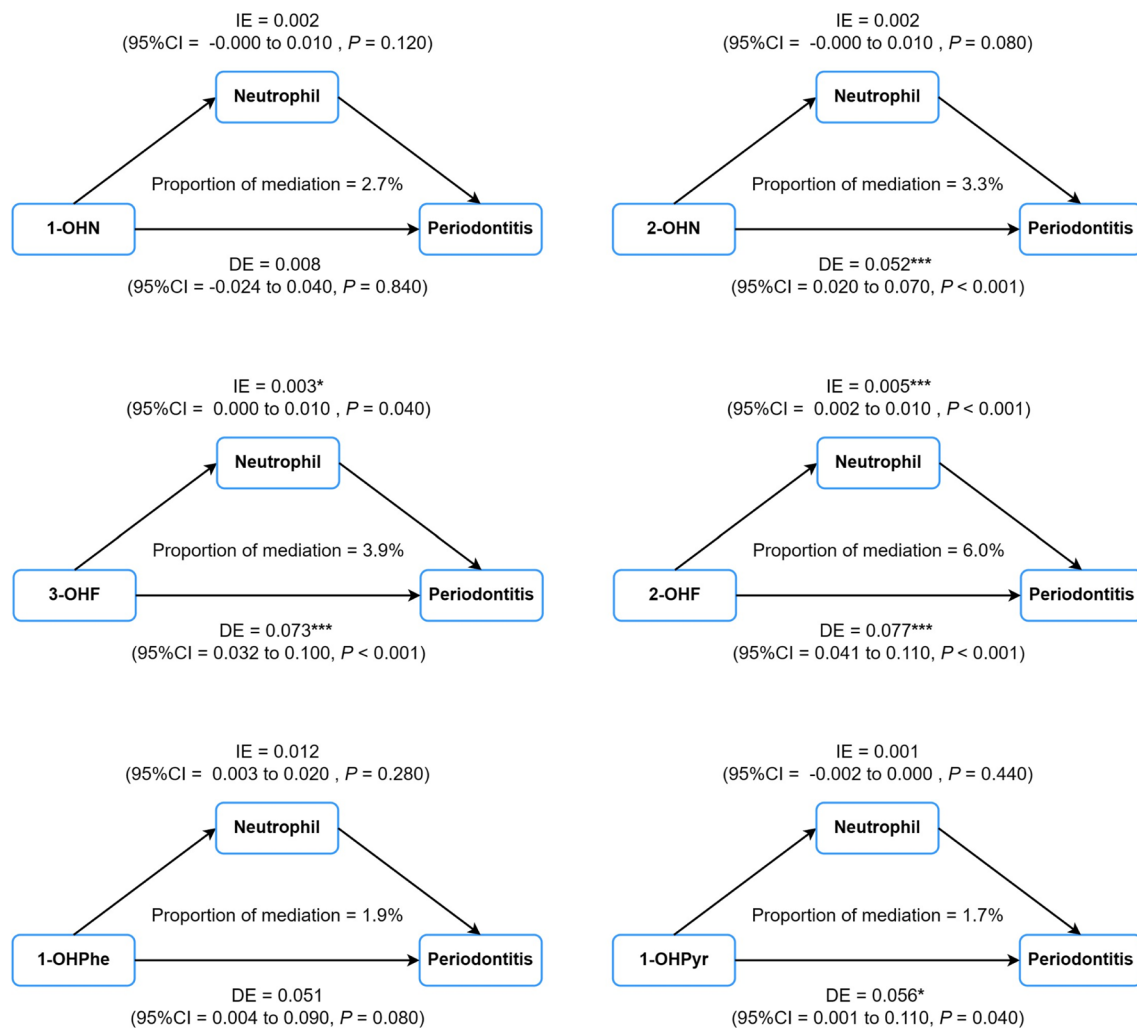 IE = 0.002
(95%CI = -0.000 to 0.010 , P = 0.120)
Neutrophil
Proportion of mediation = 2.7%
1-OHN
Periodontitis
DE = 0.008
(95%CI = -0.024 to 0.040, P = 0.840)
IE = 0.002
(95%CI = -0.000 to 0.010 , P = 0.080)
Neutrophil
Proportion of mediation = 3.3%
2-OHN
Periodontitis
DE = 0.052***
(95%CI = 0.020 to 0.070, P < 0.001)
IE = 0.003*
(95%CI = 0.000 to 0.010 , P = 0.040)
Neutrophil
Proportion of mediation = 3.9%
3-OHF
Periodontitis
DE = 0.073***
(95%CI = 0.032 to 0.100, P < 0.001)
IE = 0.005***
(95%CI = 0.002 to 0.010 , P < 0.001)
Neutrophil
Proportion of mediation = 6.0%
2-OHF
Periodontitis
DE = 0.077***
(95%CI = 0.041 to 0.110, P < 0.001)
IE = 0.012
(95%CI = 0.003 to 0.020 , P = 0.280)
Neutrophil
Proportion of mediation = 1.9%
1-OHPhe
Periodontitis
DE = 0.051
(95%CI = 0.004 to 0.090, P = 0.080)
IE = 0.001
(95%CI = -0.002 to 0.000 , P = 0.440)
Neutrophil
Proportion of mediation = 1.7%
1-OHPyr
Periodontitis
DE = 0.056*
(95%CI = 0.001 to 0.110, P = 0.040)